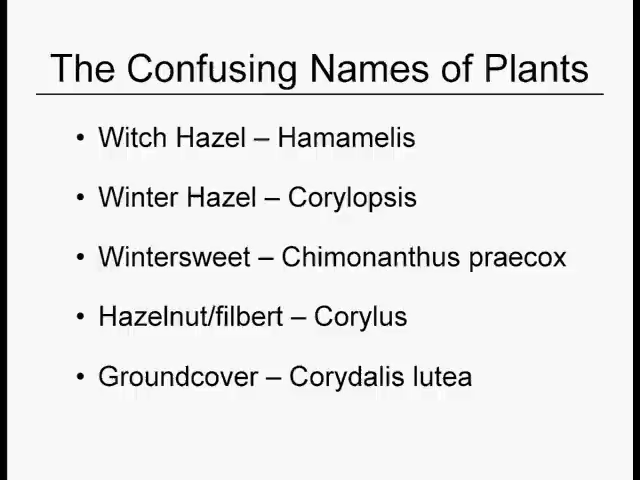 The Confusing Names of Plants
• Witch Hazel – Hamamelis
• Winter Hazel – Corylopsis
• Wintersweet – Chimonanthus praecox
• Hazelnut/filbert – Corylus
• Groundcover – Corydalis lutea